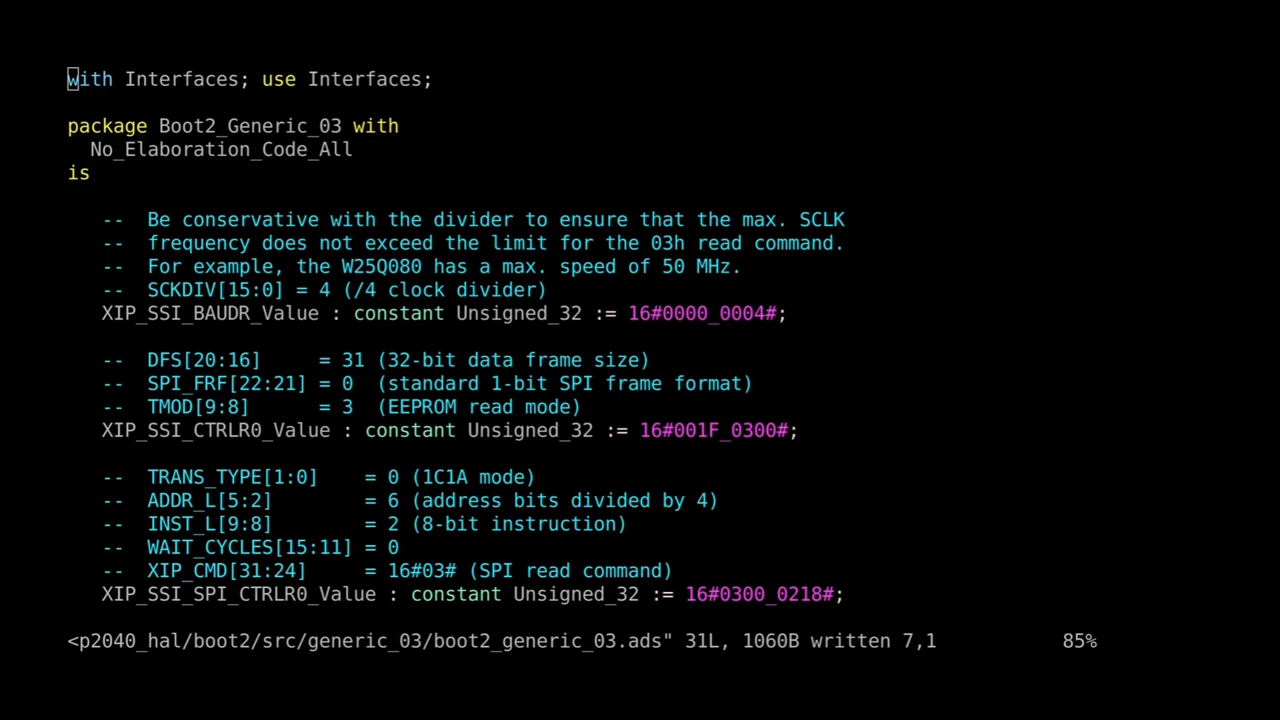 with Interfaces; use Interfaces;
package Boot2_Generic_03 with
  No_Elaboration_Code_All
is
   --  Be conservative with the divider to ensure that the max. SCLK
   --  frequency does not exceed the limit for the 03h read command.
   --  For example, the W25Q080 has a max. speed of 50 MHz.
   --  SCKDIV[15:0] = 4 (/4 clock divider)
   XIP_SSI_BAUDR_Value : constant Unsigned_32 := 16#0000_0004#;
   --  DFS[20:16]     = 31 (32-bit data frame size)
   --  SPI_FRF[22:21] = 0  (standard 1-bit SPI frame format)
   --  TMOD[9:8]      = 3  (EEPROM read mode)
   XIP_SSI_CTRLR0_Value : constant Unsigned_32 := 16#001F_0300#;
   --  TRANS_TYPE[1:0]    = 0 (1C1A mode)
   --  ADDR_L[5:2]        = 6 (address bits divided by 4)
   --  INST_L[9:8]        = 2 (8-bit instruction)
   --  WAIT_CYCLES[15:11] = 0
   --  XIP_CMD[31:24]     = 16#03# (SPI read command)
   XIP_SSI_SPI_CTRLR0_Value : constant Unsigned_32 := 16#0300_0218#;
<p2040_hal/boot2/src/generic_03/boot2_generic_03.ads" 31L, 1060B written 7,1           85%